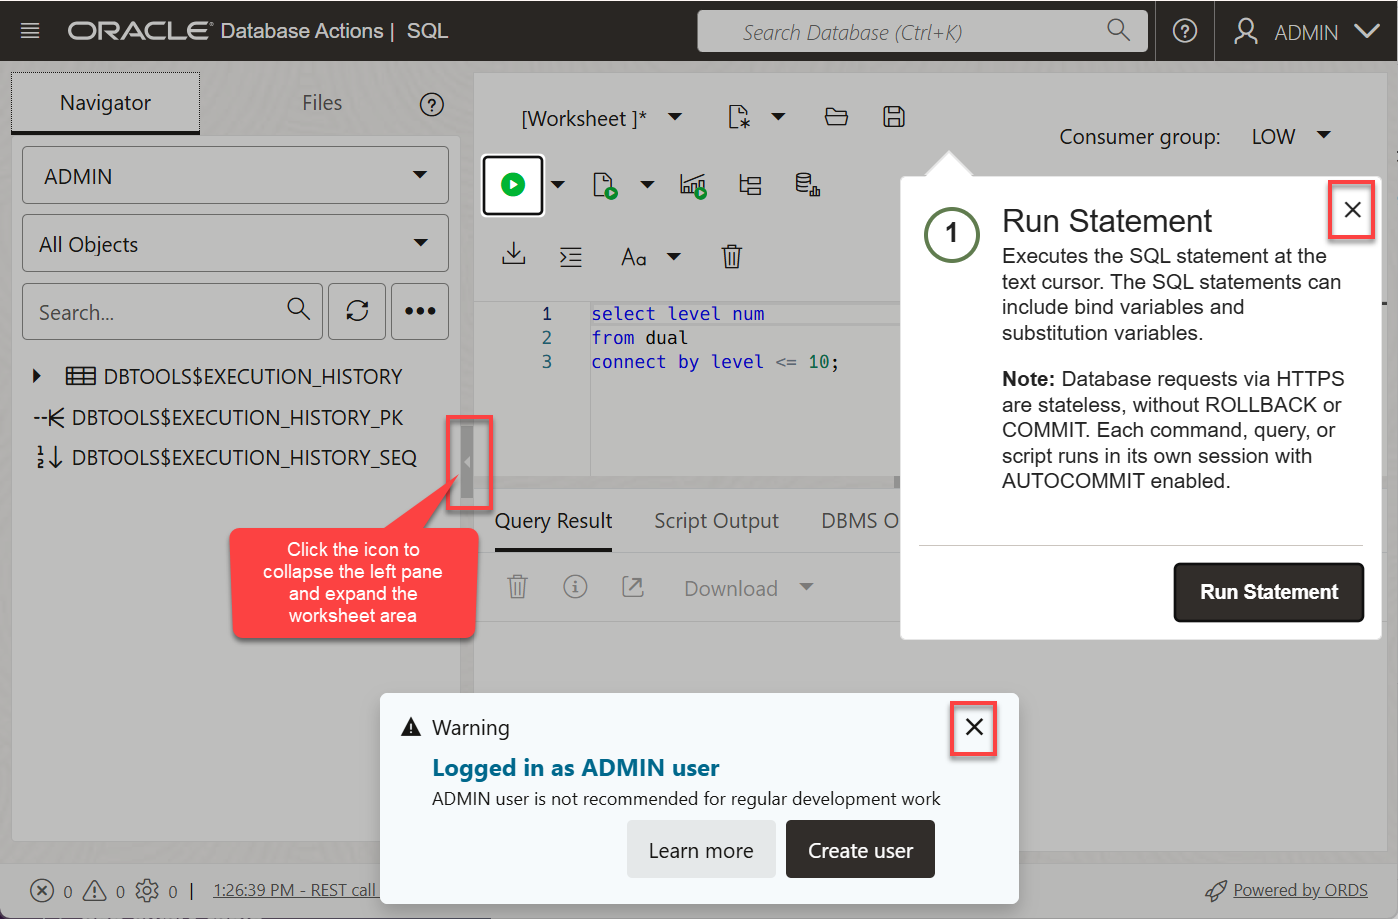 ORACLE Database Actions | SQL
Search Database (Ctrl+K)
ADMIN
Navigator
Files
[Worksheet ]*
Consumer group: LOW
ADMIN
All Objects
Search...
DBTOOLS$EXECUTION_HISTORY
DBTOOLS$EXECUTION_HISTORY_PK
DBTOOLS$EXECUTION_HISTORY_SEQ
Aa
1 select level num
2 from dual
3 connect by level <= 10;
1
Run Statement
Executes the SQL statement at the
text cursor. The SQL statements can
include bind variables and
substitution variables.
Note: Database requests via HTTPS
are stateless, without ROLLBACK or
COMMIT. Each command, query, or
script runs in its own session with
AUTOCOMMIT enabled.
Run Statement
Click the icon to
collapse the left pane
and expand the
worksheet area
Query Result
Script Output
DBMS O
Download
Warning
Logged in as ADMIN user
ADMIN user is not recommended for regular development work
Learn more
Create user
0 0 0 | 1:26:39 PM - REST call
Powered by ORDS